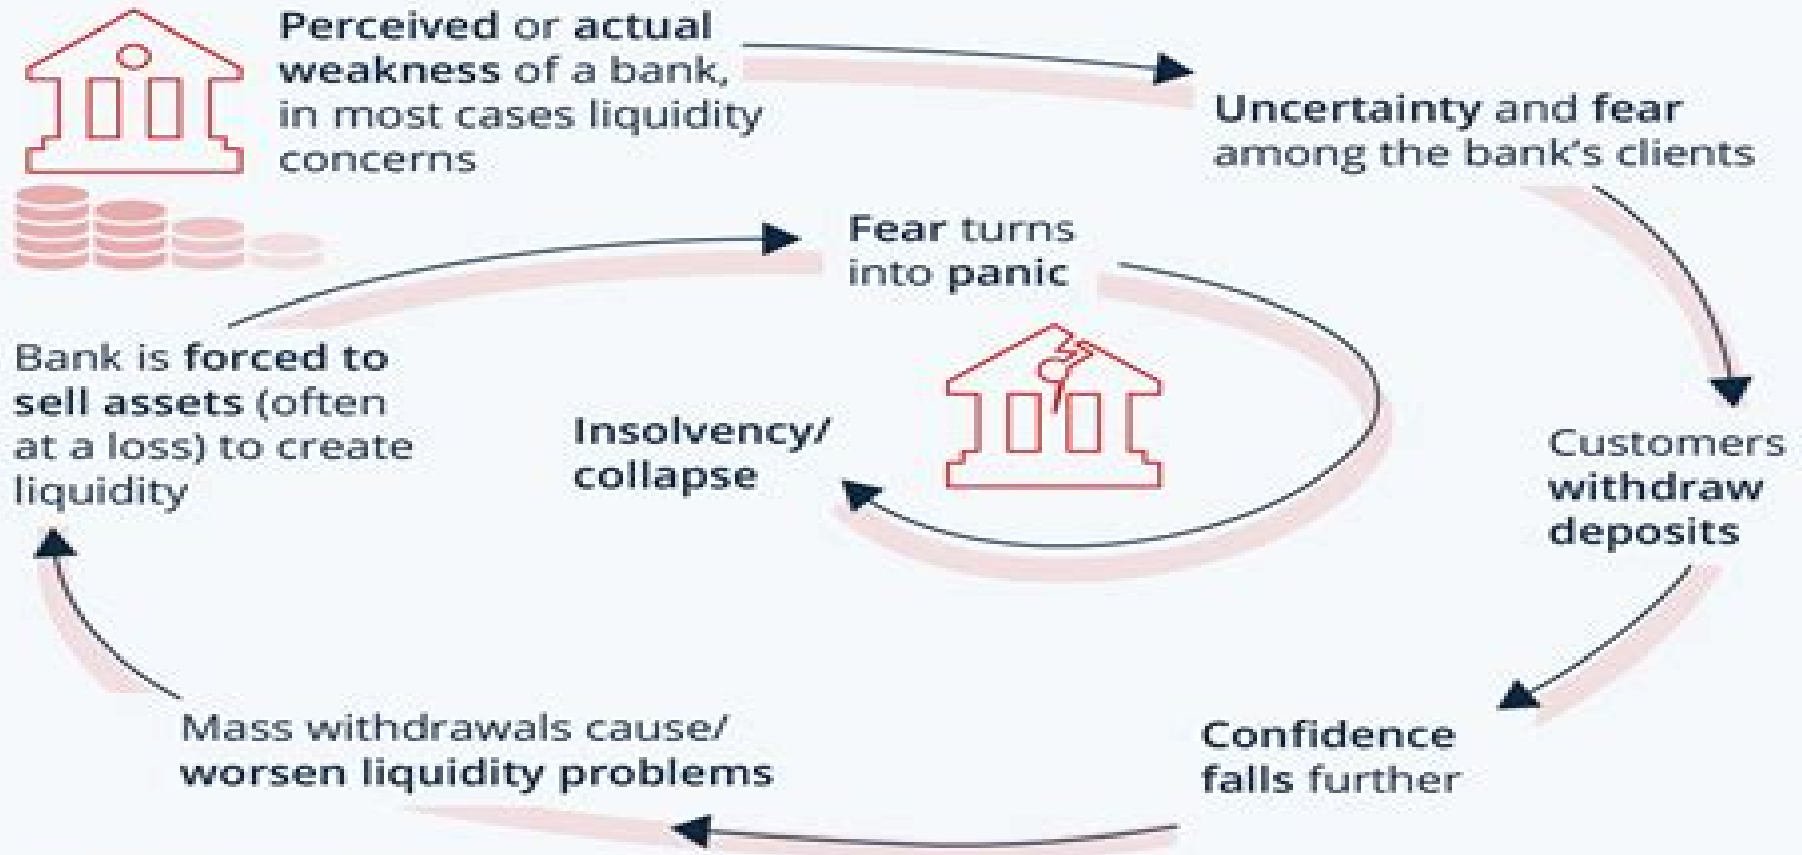 Perceived or actual
weakness of a bank,
in most cases liquidity
concerns
Uncertainty and fear
among the bank's clients
Customers
withdraw
deposits
Confidence
falls further
Mass withdrawals cause/
worsen liquidity problems
Bank is forced to
sell assets (often
at a loss) to create
liquidity
Fear turns
into panic
Insolvency/
collapse